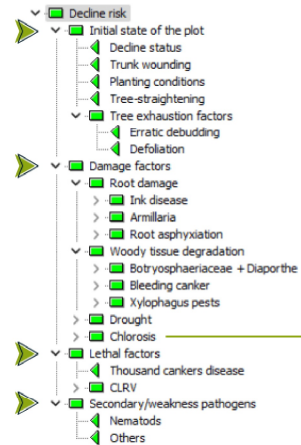 Decline risk
Initial state of the plot
Decline status
Trunk wounding
Planting conditions
Tree-straightening
Tree exhaustion factors
Erratic debudding
Defoliation
Damage factors
Root damage
Ink disease
Armillaria
Root asphyxiation
Woody tissue degradation
Botryosphaeriaceae + Diaporthe
Bleeding canker
Xylophagus pests
Drought
Chlorosis
Lethal factors
Thousand cankers disease
CLRV
Secondary/weakness pathogens
Nematods
Others